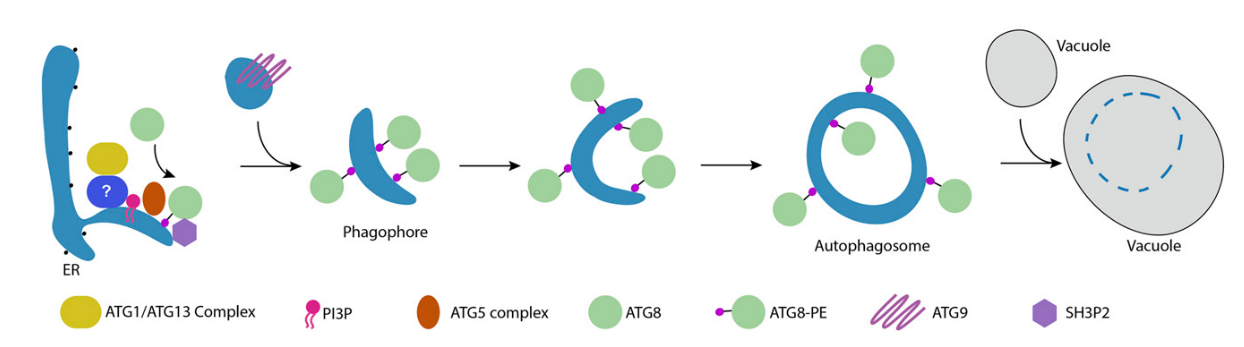 Vacuole
?
Phagophore
Autophagosome
Vacuole
ER
ATG1/ATG13 Complex
PI3P
ATG5 complex
ATG8
ATG8-PE
ATG9
SH3P2